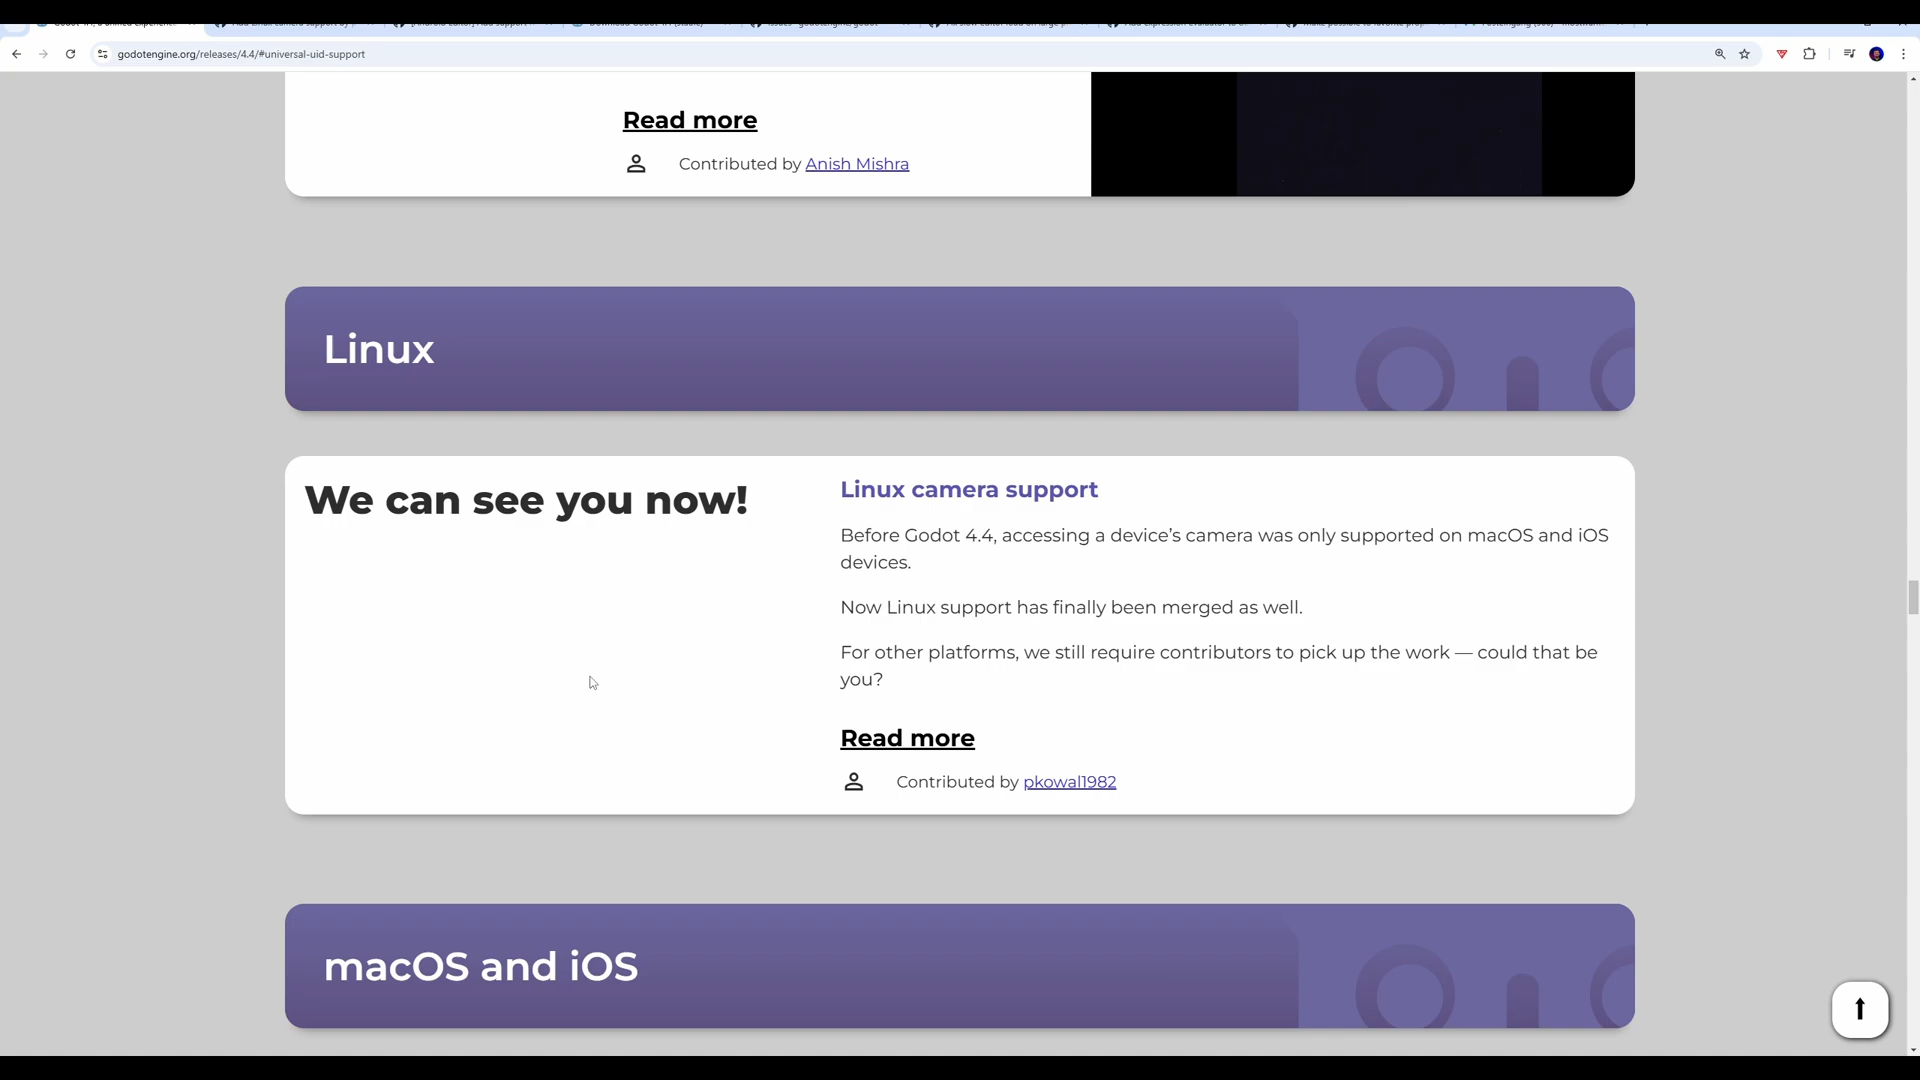 godotengine.org/releases/4.4/#universal-uid-support
Read more
Contributed by Anish Mishra
Linux
We can see you now!
Linux camera support
Before Godot 4.4, accessing a device’s camera was only supported on macOS and iOS
devices.
Now Linux support has finally been merged as well.
For other platforms, we still require contributors to pick up the work — could that be
you?
Read more
Contributed by pkowal1982
macOS and iOS